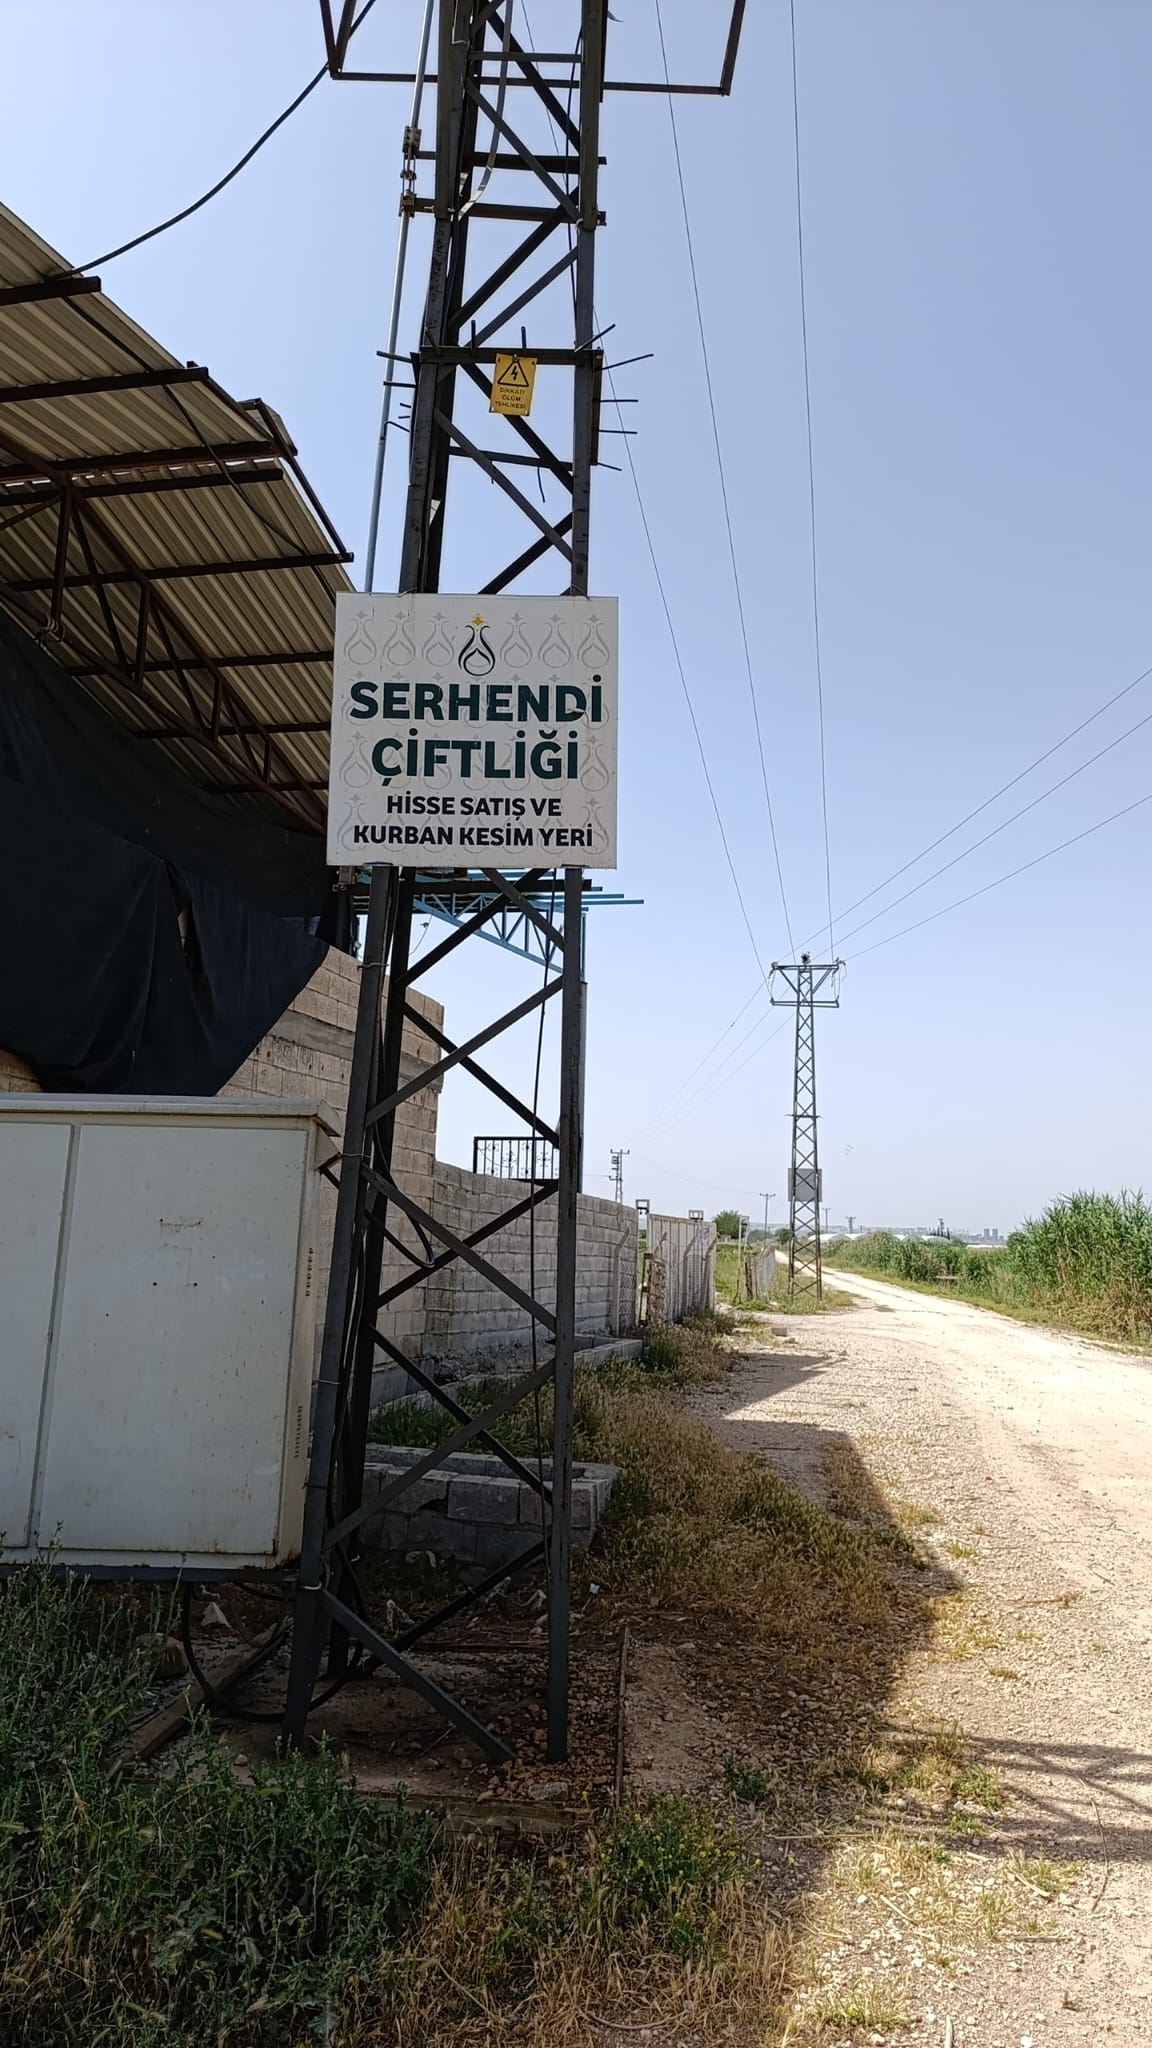 DİKKAT!
ÖLÜM
TEHLİKESİ
SERHENDİ
ÇİFTLİĞİ
HİSSE SATIŞ VE
KURBAN KESİM YERİ